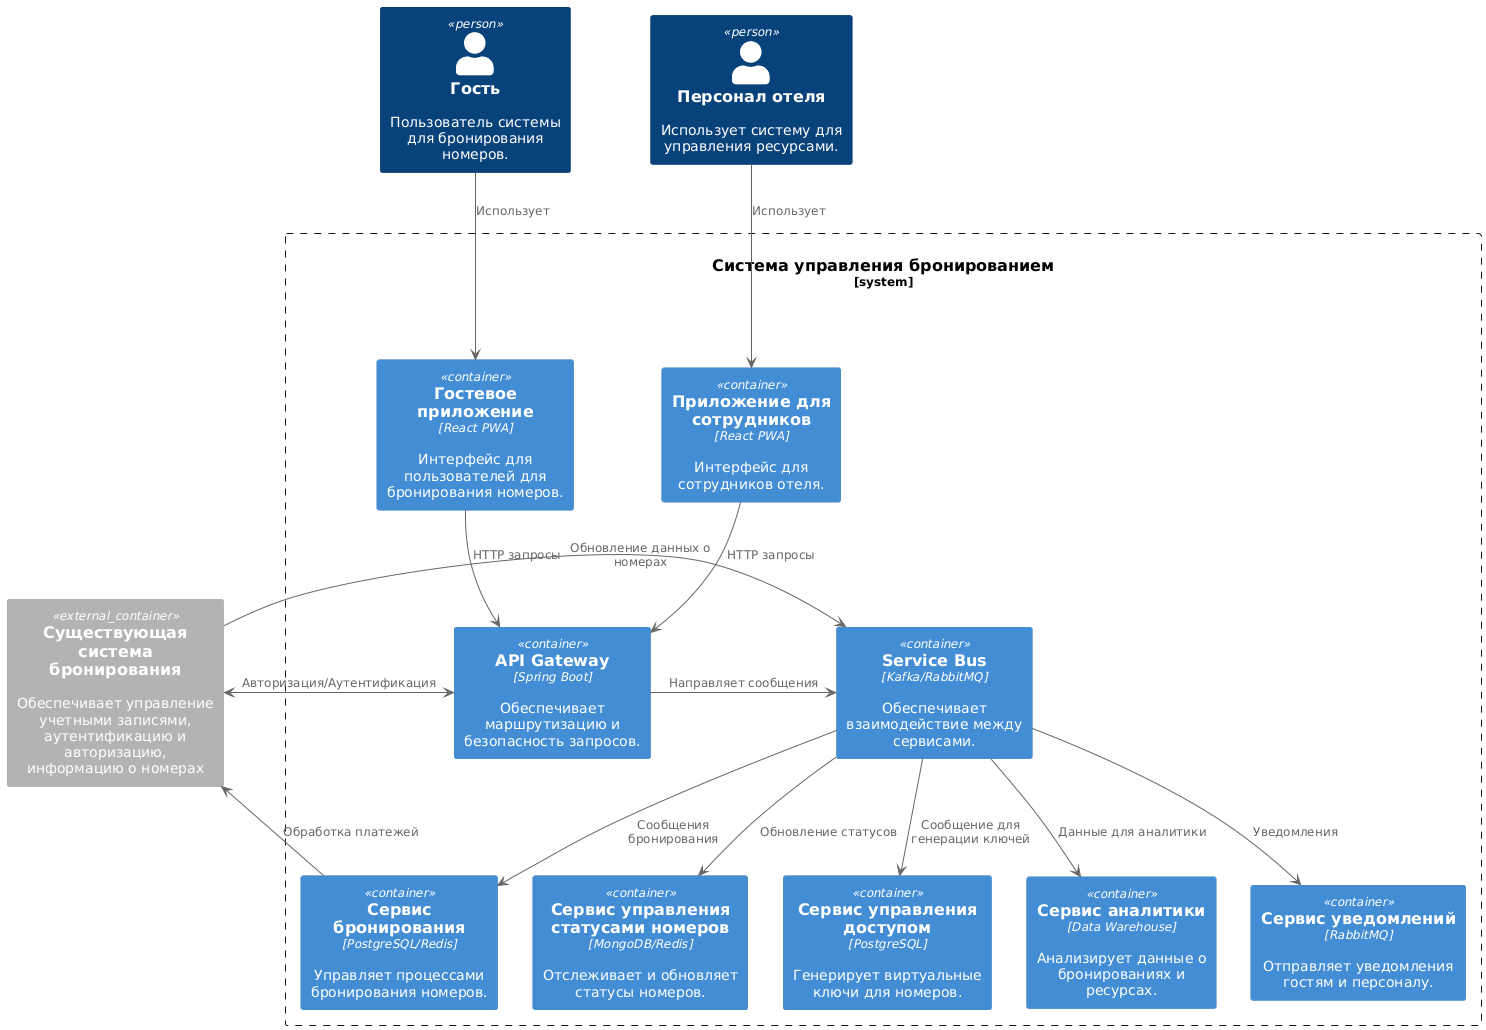 «person»
Гость
Пользователь системы
для бронирования
номеров.
«person»
Персонал отеля
Использует систему для
управления ресурсами.
Использует
Использует
Система управления бронированием
[system]
«container»
Гостевое
приложение
[React PWA]
Интерфейс для
пользователей для
бронирования номеров.
«container»
Приложение для
сотрудников
[React PWA]
Интерфейс для
сотрудников отеля.
HTTP запросы
Обновление данных о
номерах
HTTP запросы
«external_container»
Существующая
система
бронирования
Обеспечивает управление
учетными записями,
аутентификацию и
авторизацию,
информацию о номерах
Авторизация/Аутентификация
«container»
API Gateway
[Spring Boot]
Обеспечивает
маршрутизацию и
безопасность запросов.
Направляет сообщения
«container»
Service Bus
[Kafka/RabbitMQ]
Обеспечивает
взаимодействие между
сервисами.
Обработка платежей
Сообщения
бронирования
Обновление статусов
Сообщение для
генерации ключей
Данные для аналитики
Уведомления
«container»
Сервис
бронирования
[PostgreSQL/Redis]
Управляет процессами
бронирования номеров.
«container»
Сервис управления
статусами номеров
[MongoDB/Redis]
Отслеживает и обновляет
статусы номеров.
«container»
Сервис управления
доступом
[PostgreSQL]
Генерирует виртуальные
ключи для номеров.
«container»
Сервис аналитики
[Data Warehouse]
Анализирует данные о
бронированиях и
ресурсах.
«container»
Сервис уведомлений
[RabbitMQ]
Отправляет уведомления
гостям и персоналу.